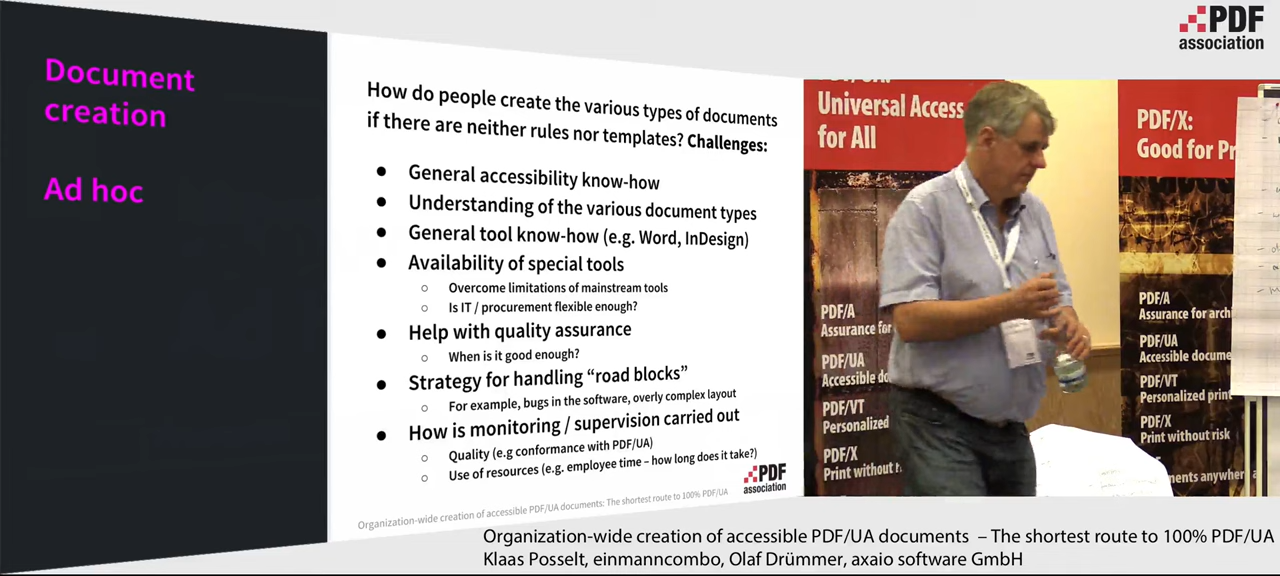 Document
creation
Ad hoc
How do people create the various types of documents
if there are neither rules nor templates? Challenges:
● General accessibility know-how
● Understanding of the various document types
● General tool know-how (e.g. Word, InDesign)
● Availability of special tools
○ Overcome limitations of mainstream tools
○ Is IT / procurement flexible enough?
● Help with quality assurance
○ When is it good enough?
● Strategy for handling “road blocks”
○ For example, bugs in the software, overly complex layout
● How is monitoring / supervision carried out
○ Quality (e.g conformance with PDF/UA)
○ Use of resources (e.g. employee time – how long does it take?)
PDF
association
Organization-wide creation of accessible PDF/UA documents: The shortest route to 100% PDF/UA
PDF
association
Universal Access
for All
PDF/A
Assurance for
PDF/UA
Accessible
PDF/VT
Personalized
PDF/X
Print without
PDF/X:
Good for
PDF/A
Assurance for
PDF/UA
Accessible
PDF/VT
Personalized print
PDF/X
Print without risk
anywhere
Organization-wide creation of accessible PDF/UA documents – The shortest route to 100% PDF/UA
Klaas Posselt, einmanncombo, Olaf Drümmer, axaio software GmbH